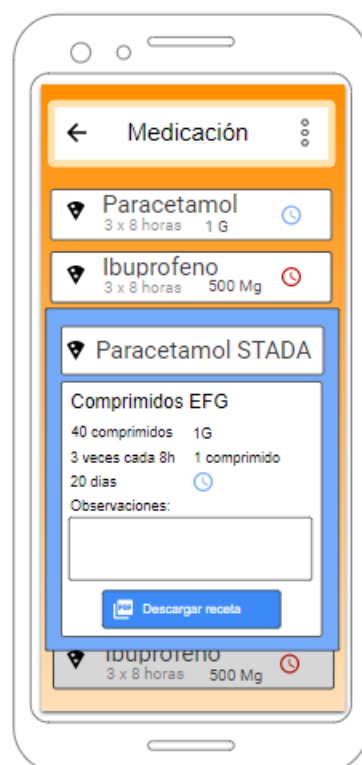 Medicación
Paracetamol
3 x 8 horas 1 G
Ibuprofeno
3 x 8 horas 500 Mg
Paracetamol STADA
Comprimidos EFG
40 comprimidos 1G
3 veces cada 8h 1 comprimido
20 dias
Observaciones:
PDF Descargar receta
Ibuprofeno
3 x 8 horas 500 Mg